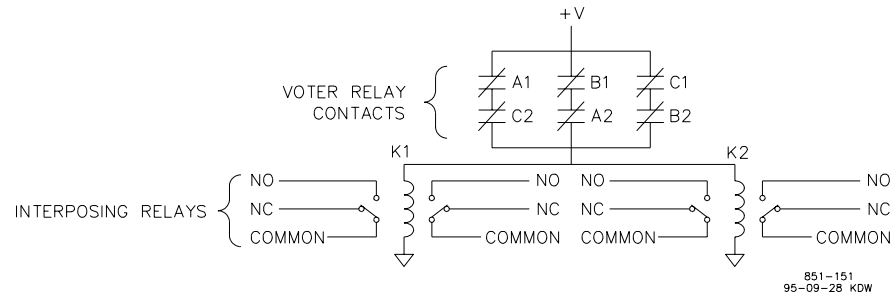 +V
VOTER RELAY
CONTACTS
A1 B1 C1
C2 A2 B2
K1 K2
INTERPOSING RELAYS
NO NO NO NO
NC NC NC NC
COMMON COMMON COMMON COMMON
851-151
95-09-28 KDW